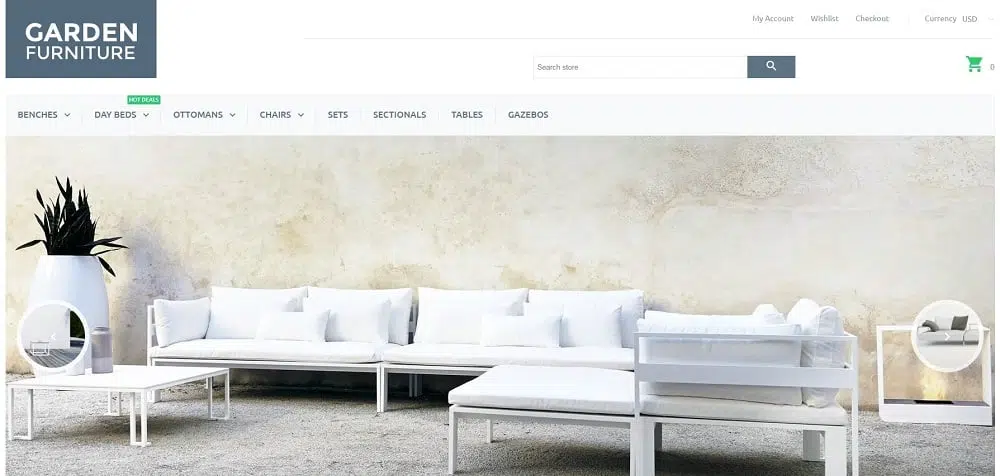 GARDEN
FURNITURE
My Account Wishlist Checkout Currency USD
Search store
0
HOT DEALS
BENCHES DAY BEDS OTTOMANS CHAIRS SETS SECTIONALS TABLES GAZEBOS